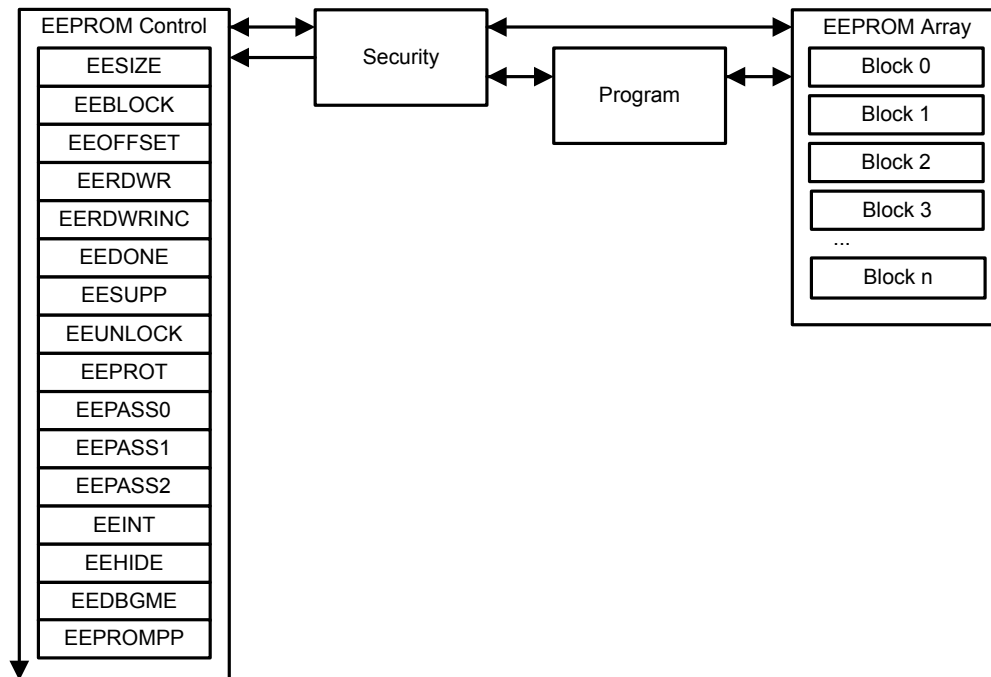 EEPROM Control
EESIZE
EEBLOCK
EEOFFSET
EERDWR
EERDWRINC
EEDONE
EESUPP
EEUNLOCK
EEPROT
EEPASS0
EEPASS1
EEPASS2
EEINT
EEHIDE
EEDBGME
EEPROMPP
Security
Program
EEPROM Array
Block 0
Block 1
Block 2
Block 3
...
Block n